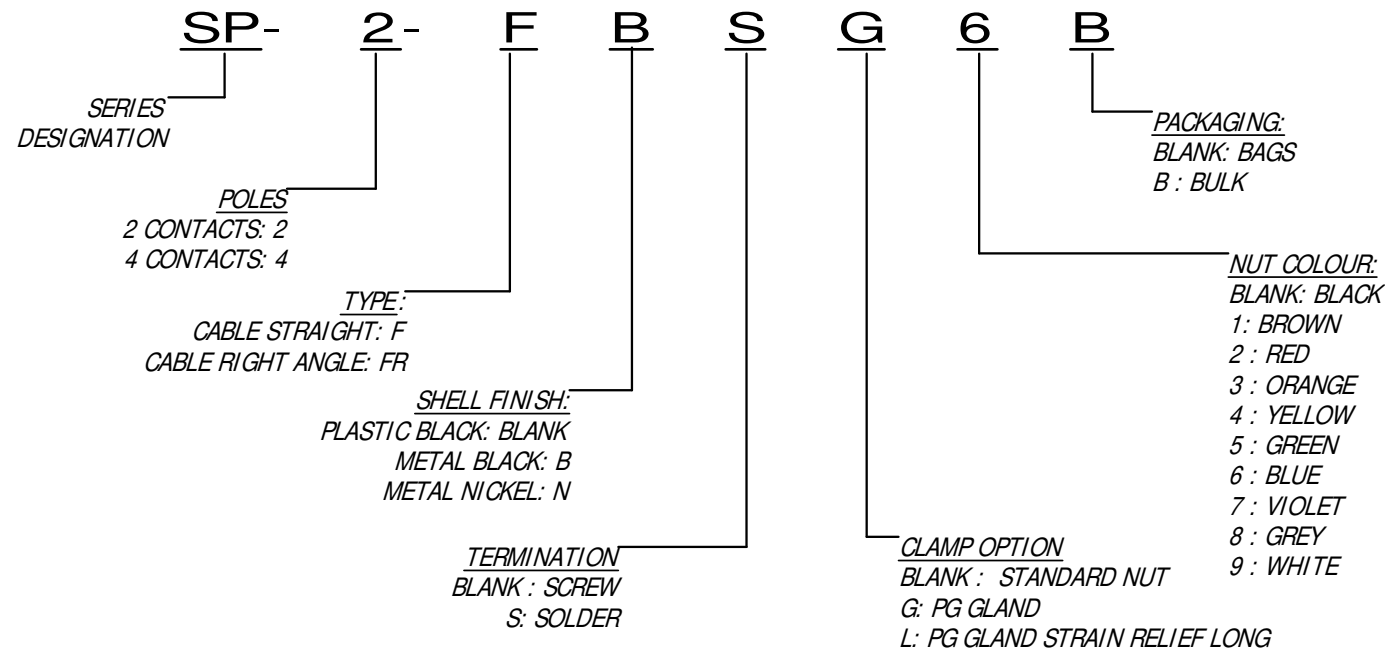 SP- 2- F B S G 6 B
SERIES
DESIGNATION
POLES
2 CONTACTS: 2
4 CONTACTS: 4
TYPE:
CABLE STRAIGHT: F
CABLE RIGHT ANGLE: FR
SHELL FINISH:
PLASTIC BLACK: BLANK
METAL BLACK: B
METAL NICKEL: N
TERMINATION
BLANK : SCREW
S: SOLDER
CLAMP OPTION
BLANK : STANDARD NUT
G: PG GLAND
L: PG GLAND STRAIN RELIEF LONG
NUT COLOUR:
BLANK: BLACK
1: BROWN
2 : RED
3 : ORANGE
4 : YELLOW
5 : GREEN
6 : BLUE
7 : VIOLET
8 : GREY
9 : WHITE
PACKAGING:
BLANK: BAGS
B : BULK